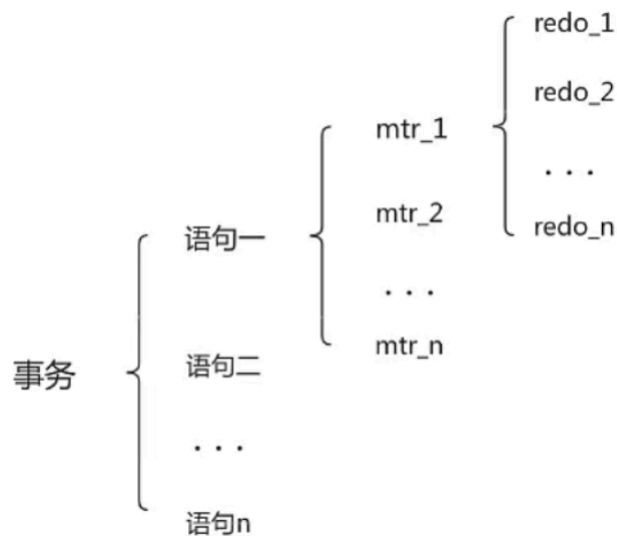 redo_1
redo_2
mtr_1
...
mtr_2
语句一
redo_n
...
mtr_n
语句二
事务
...
语句n